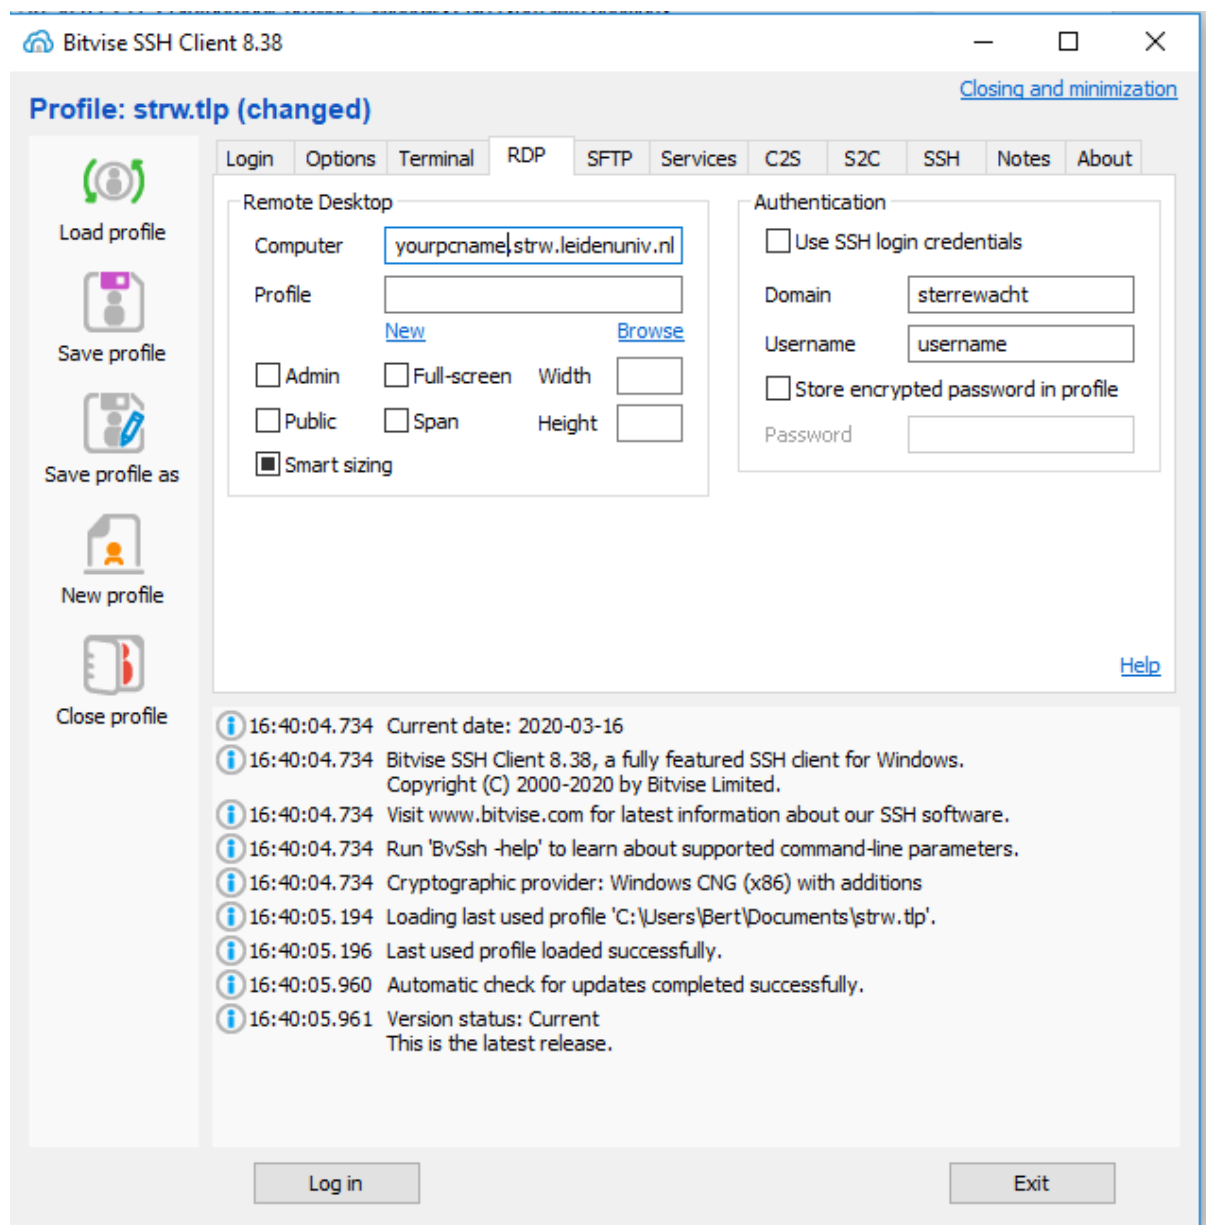 Bitvise SSH Client 8.38
Closing and minimization
Profile: strw.tlp (changed)
Load profile
Save profile
Save profile as
New profile
Close profile
Login Options Terminal RDP SFTP Services C2S S2C SSH Notes About
Remote Desktop
Computer yourpcname.strw.leidenuniv.nl
Profile
New Browse
Admin Full-screen Width
Public Span Height
Smart sizing
Authentication
Use SSH login credentials
Domain sterrewacht
Username username
Store encrypted password in profile
Password
Help
16:40:04.734 Current date: 2020-03-16
16:40:04.734 Bitvise SSH Client 8.38, a fully featured SSH client for Windows.
Copyright (C) 2000-2020 by Bitvise Limited.
16:40:04.734 Visit www.bitvise.com for latest information about our SSH software.
16:40:04.734 Run 'BvSsh -help' to learn about supported command-line parameters.
16:40:04.734 Cryptographic provider: Windows CNG (x86) with additions
16:40:05.194 Loading last used profile 'C:\Users\Bert\Documents\strw.tlp'.
16:40:05.196 Last used profile loaded successfully.
16:40:05.960 Automatic check for updates completed successfully.
16:40:05.961 Version status: Current
This is the latest release.
Log in Exit